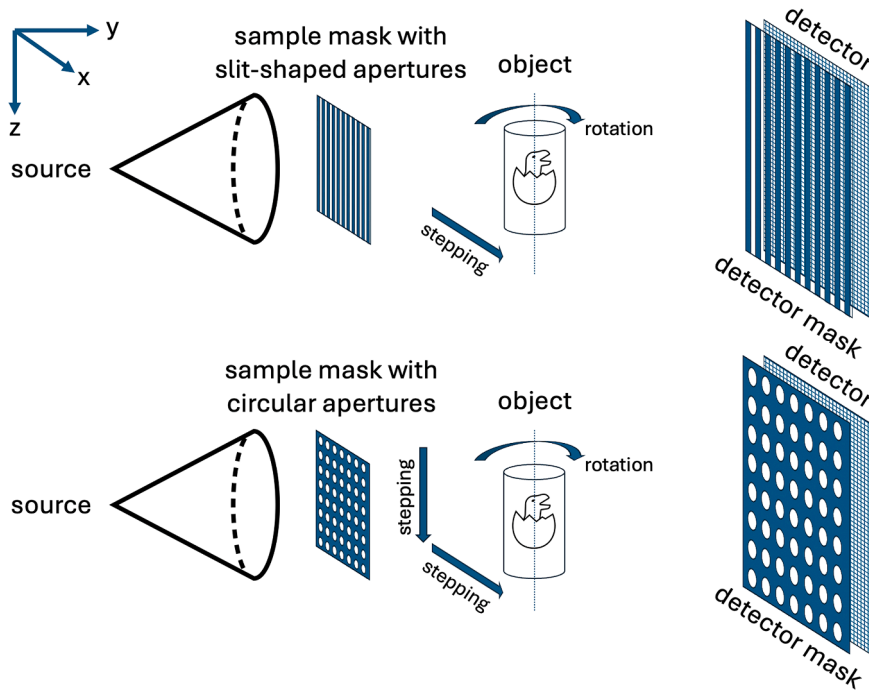 y
x
z
sample mask with
slit-shaped apertures
object
detector
rotation
source
stepping
detector mask
sample mask with
circular apertures
object
detector
rotation
source
stepping
stepping
detector mask